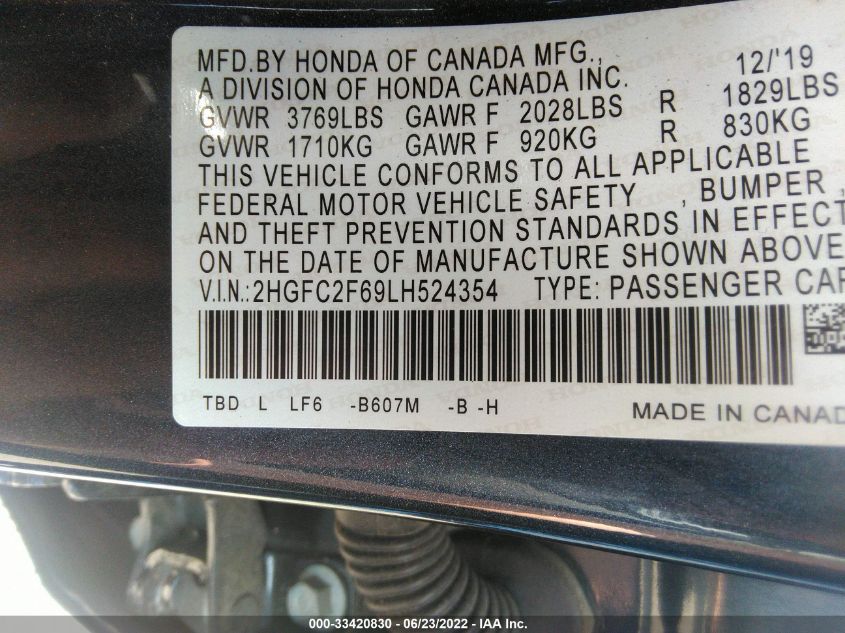 MFD.BY HONDA OF CANADA MFG., 12/'19
A DIVISION OF HONDA CANADA INC.
GVWR 3769LBS GAWR F 2028LBS R 1829LBS
GVWR 1710KG GAWR F 920KG R 830KG
THIS VEHICLE CONFORMS TO ALL APPLICABLE
FEDERAL MOTOR VEHICLE SAFETY , BUMPER ,
AND THEFT PREVENTION STANDARDS IN EFFECT
ON THE DATE OF MANUFACTURE SHOWN ABOVE
V.I.N.:2HGFC2F69LH524354 TYPE: PASSENGER CAR
TBD L LF6 -B607M -B -H MADE IN CANAD
000-33420830 - 06/23/2022 - IAA Inc.